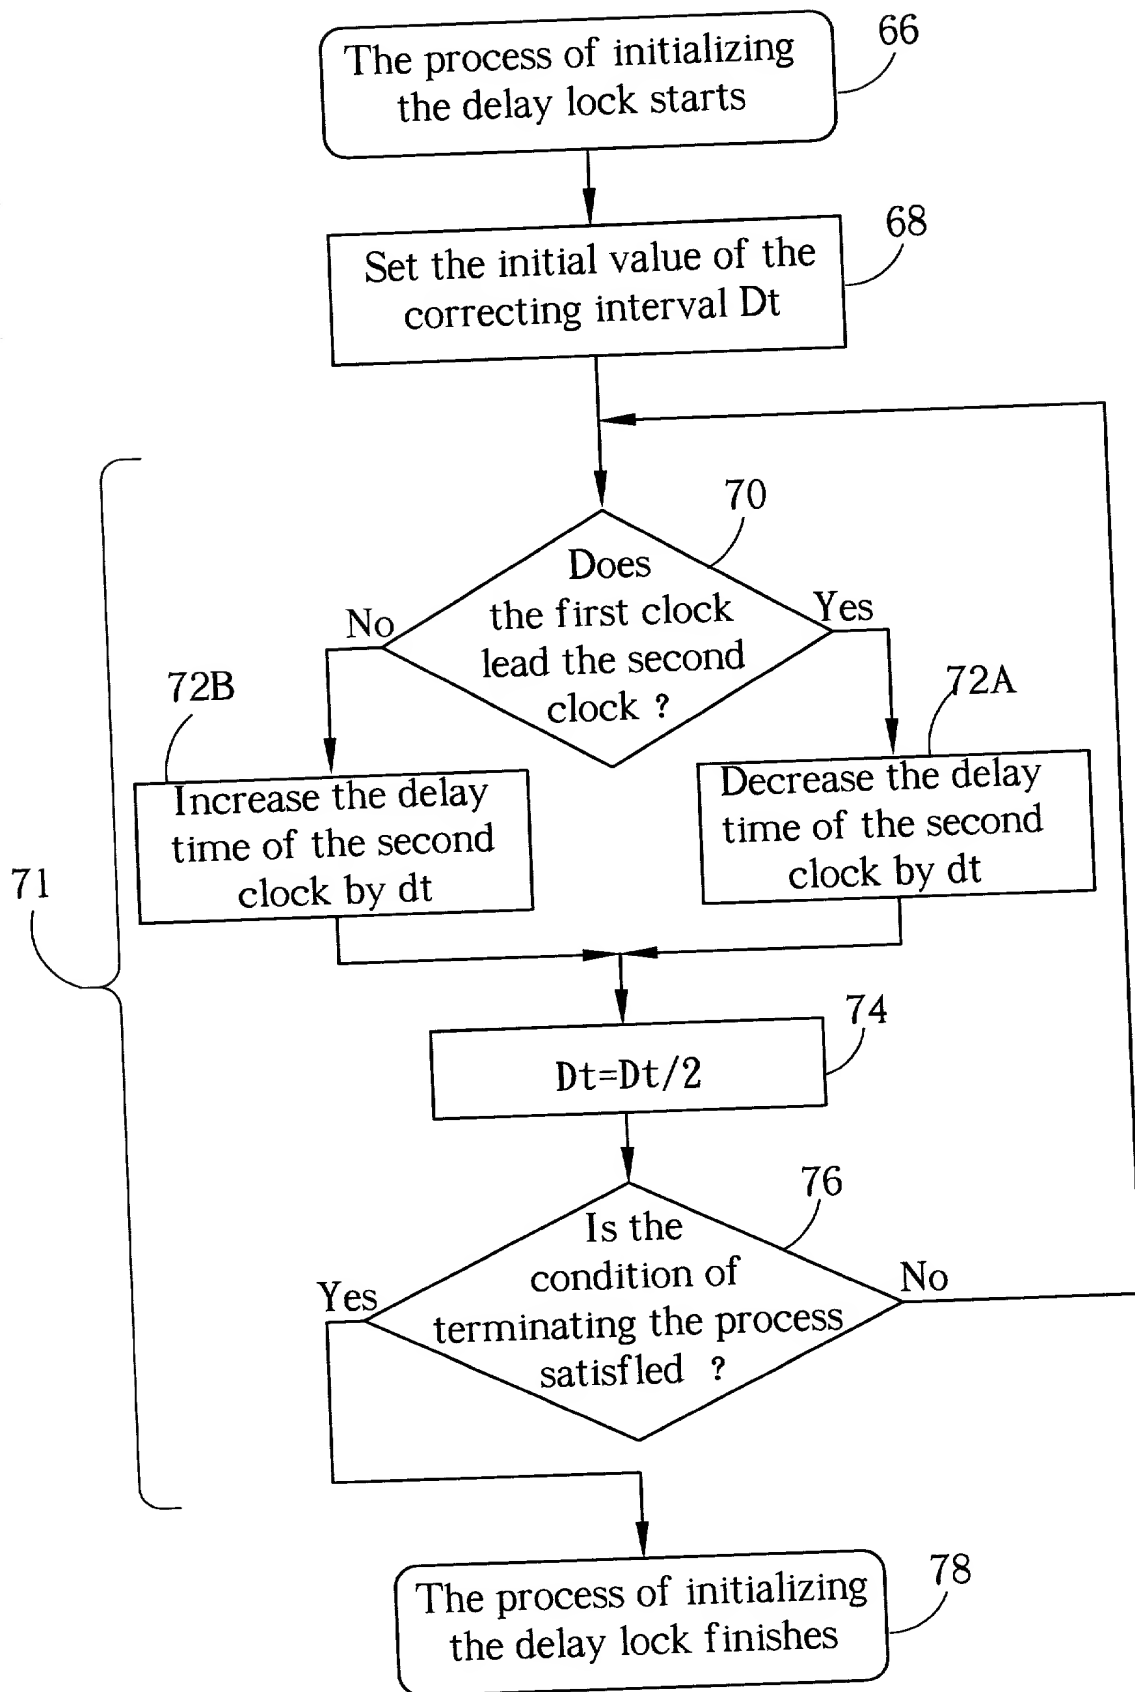 The process of initializing
the delay lock starts
66
Set the initial value of the
correcting interval Dt
68
70
Does
the first clock
lead the second
clock ?
No
Yes
72B
72A
Increase the delay
time of the second
clock by dt
Decrease the delay
time of the second
clock by dt
71
74
Dt=Dt/2
76
Is the
condition of
terminating the process
satisfled ?
Yes
No
The process of initializing
the delay lock finishes
78